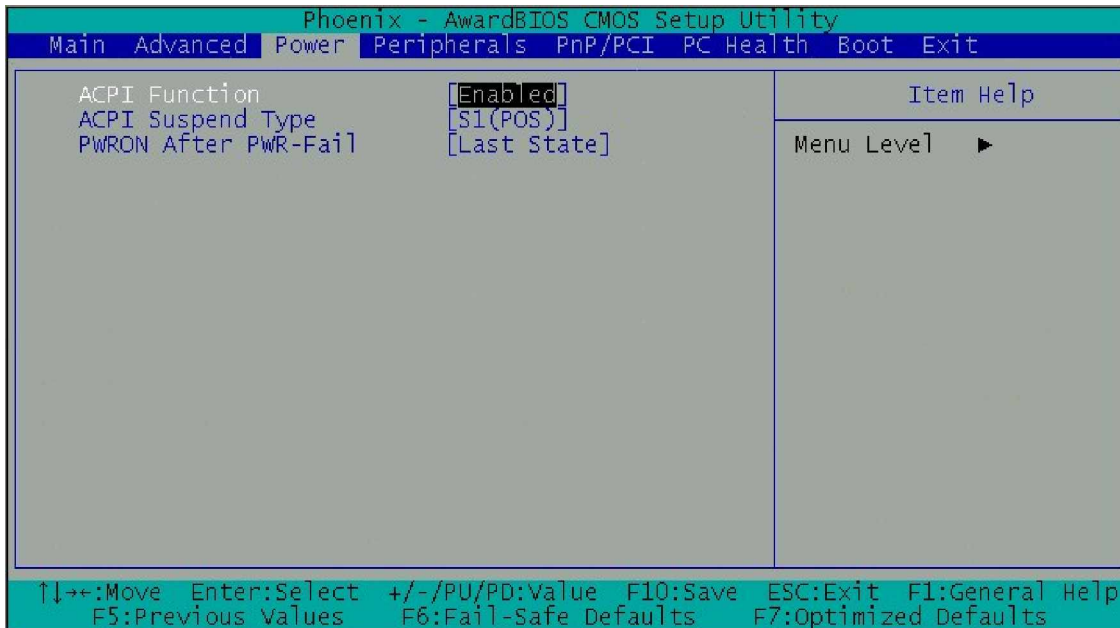 Phoenix - AwardBIOS CMOS Setup Utility
Main Advanced Power Peripherals PnP/PCI PC Health Boot Exit
ACPI Function [Enabled]
ACPI Suspend Type [S1(POS)]
PWRON After PWR-Fail [Last State]
Item Help
Menu Level ►
↑↓→←:Move Enter:Select +/-/PU/PD:Value F10:Save ESC:Exit F1:General Help
F5:Previous Values F6:Fail-Safe Defaults F7:Optimized Defaults